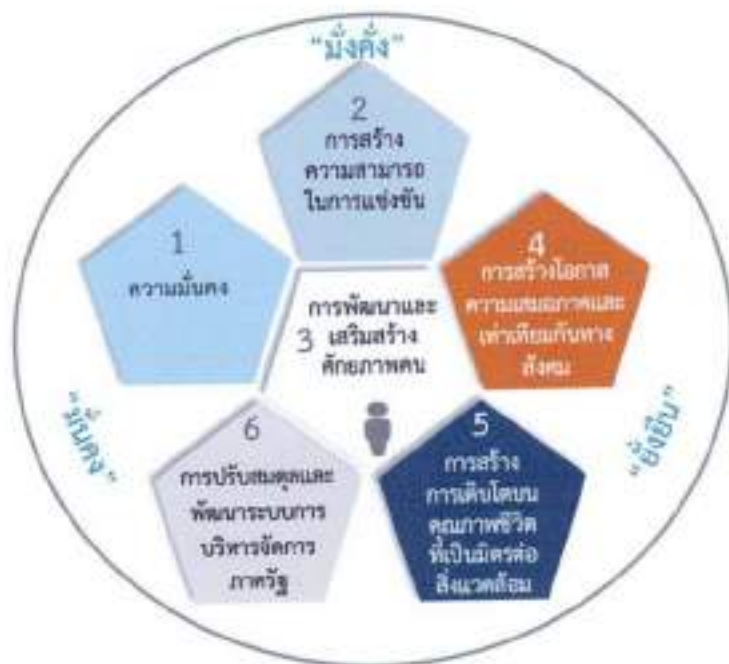 “มั่งคั่ง”
2
การสร้าง
ความสามารถ
ในการแข่งขัน
1
ความมั่นคง
4
การสร้างโอกาส
ความเสมอภาคและ
เท่าเทียมกันทาง
สังคม
การพัฒนาและ
3 เสริมสร้าง
ศักยภาพคน
“มั่นคง”
“ยั่งยืน”
6
การปรับสมดุลและ
พัฒนาระบบการ
บริหารจัดการ
ภาครัฐ
5
การสร้าง
การเติบโตบน
คุณภาพชีวิต
ที่เป็นมิตรต่อ
สิ่งแวดล้อม